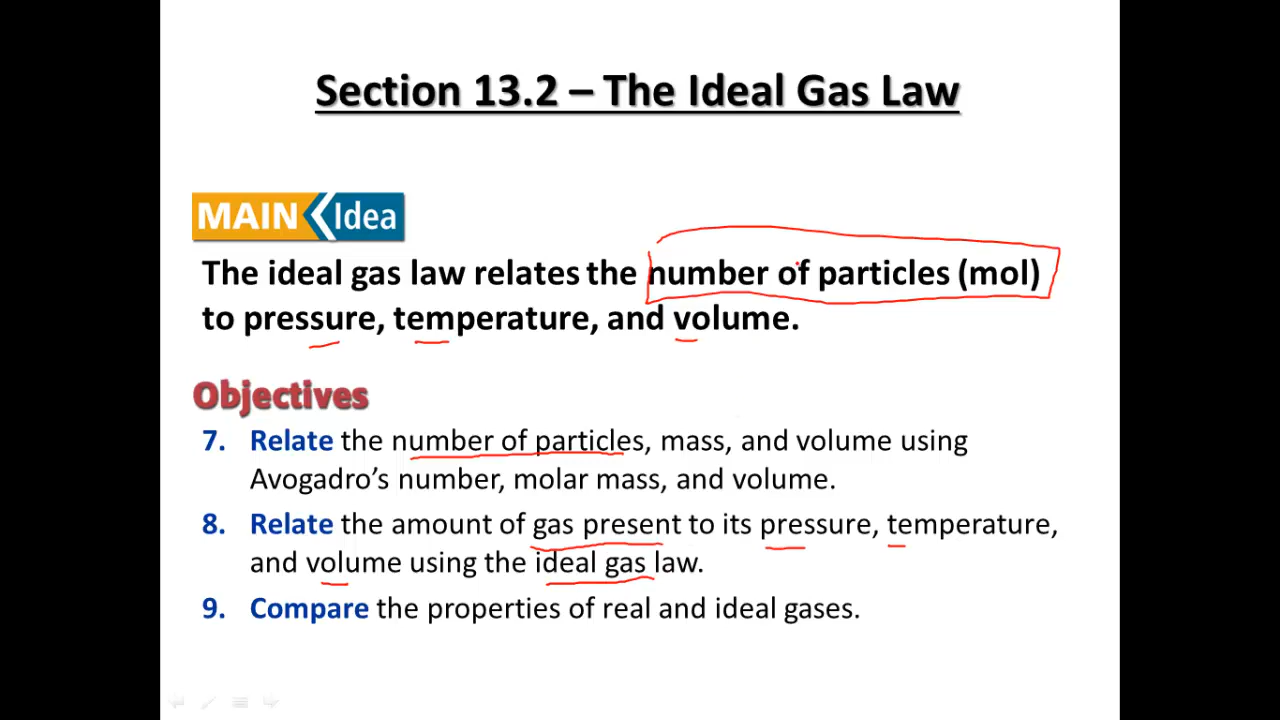 Section 13.2 – The Ideal Gas Law
MAIN Idea
The ideal gas law relates the number of particles (mol)
to pressure, temperature, and volume.
Objectives
7. Relate the number of particles, mass, and volume using
Avogadro’s number, molar mass, and volume.
8. Relate the amount of gas present to its pressure, temperature,
and volume using the ideal gas law.
9. Compare the properties of real and ideal gases.